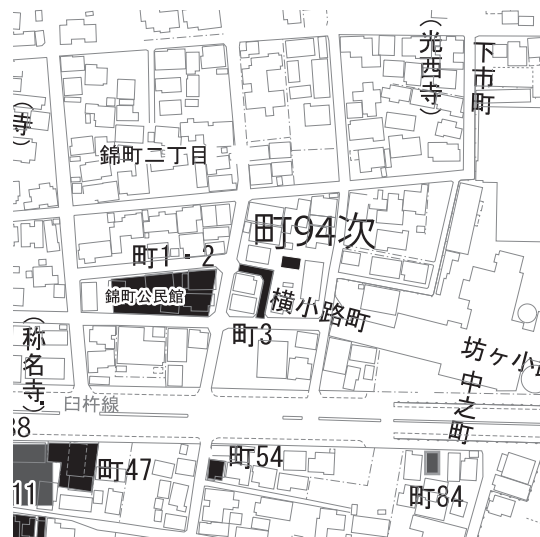 (光西寺)
下市町
(寺)
錦町二丁目
町94次
町1・2
錦町公民館
横小路町
町3
(称名寺)
坊ヶ小
中之町
臼杵線
38
町47
町54
町84
11